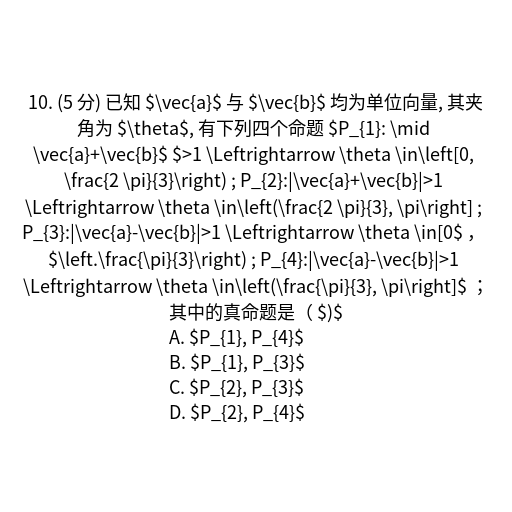 10. (5 分) 已知 $\vec{a}$ 与 $\vec{b}$ 均为单位向量, 其夹
角为 $\theta$, 有下列四个命题 $P_{1}: \mid
\vec{a}+\vec{b}$ $>1 \Leftrightarrow \theta \in\left[0,
\frac{2 \pi}{3}\right) ; P_{2}:|\vec{a}+\vec{b}|>1
\Leftrightarrow \theta \in\left(\frac{2 \pi}{3}, \pi\right] ;
P_{3}:|\vec{a}-\vec{b}|>1 \Leftrightarrow \theta \in[0$ ，
$\left.\frac{\pi}{3}\right) ; P_{4}:|\vec{a}-\vec{b}|>1
\Leftrightarrow \theta \in\left(\frac{\pi}{3}, \pi\right]$ ；
其中的真命题是（ $)$
A. $P_{1}, P_{4}$
B. $P_{1}, P_{3}$
C. $P_{2}, P_{3}$
D. $P_{2}, P_{4}$